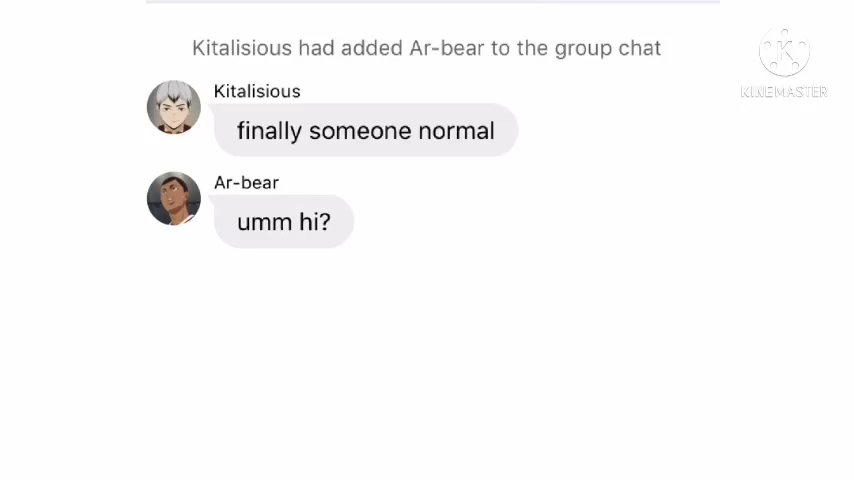 Kitalisious had added Ar-bear to the group chat
K
KINEMASTER
Kitalisious
finally someone normal
Ar-bear
umm hi?